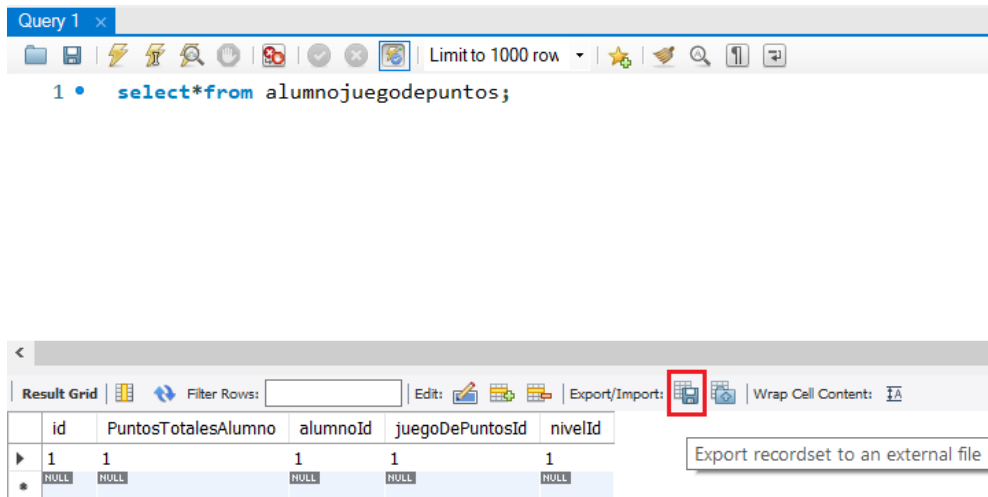 Query 1
Limit to 1000 row
1 select*from alumnojuegodepuntos;
Result Grid Filter Rows: Edit: Export/Import: Wrap Cell Content:
id PuntosTotalesAlumno alumnoId juegoDePuntosId nivelId
1 1 1 1 1
NULL NULL NULL NULL NULL
Export recordset to an external file